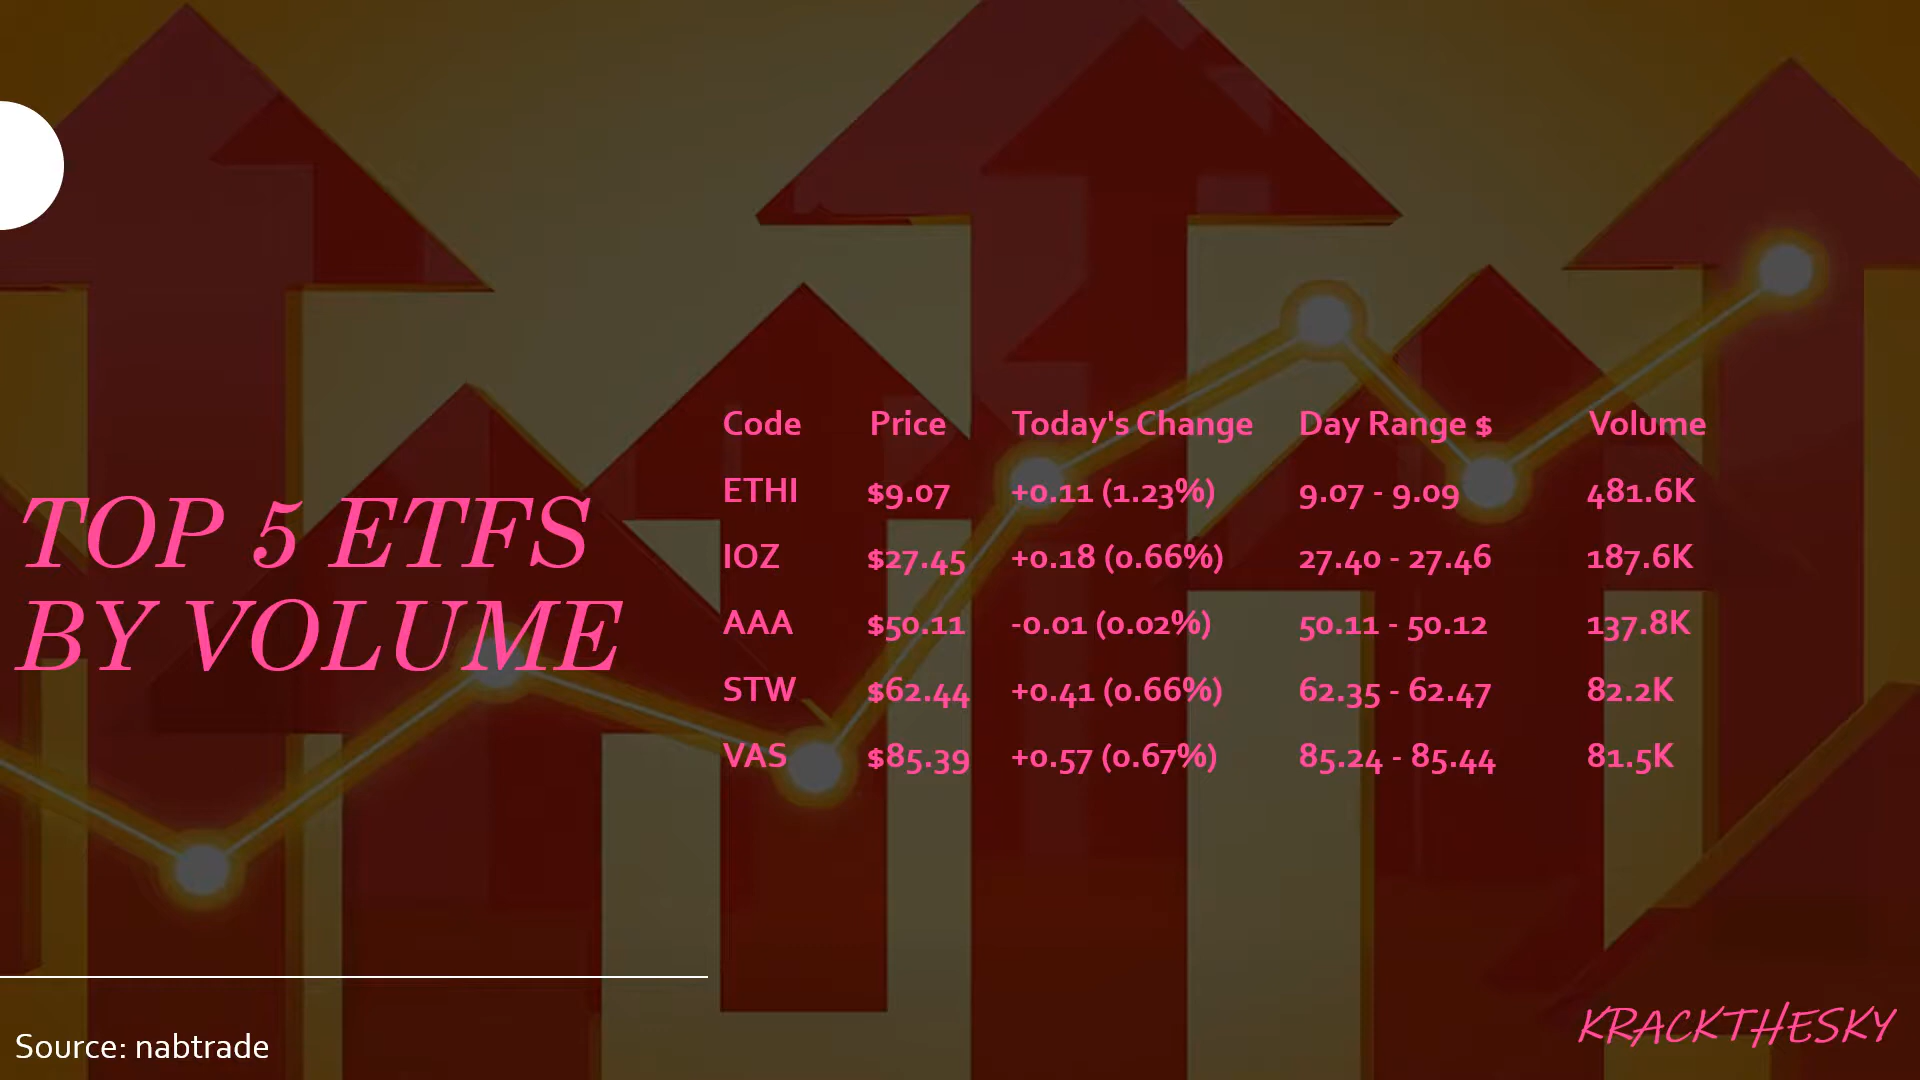 TOP 5 ETFS
BY VOLUME
Code Price Today's Change Day Range $ Volume
ETHI $9.07 +0.11 (1.23%) 9.07 - 9.09 481.6K
IOZ $27.45 +0.18 (0.66%) 27.40 - 27.46 187.6K
AAA $50.11 -0.01 (0.02%) 50.11 - 50.12 137.8K
STW $62.44 +0.41 (0.66%) 62.35 - 62.47 82.2K
VAS $85.39 +0.57 (0.67%) 85.24 - 85.44 81.5K
Source: nabtrade
KRACKTHESKY